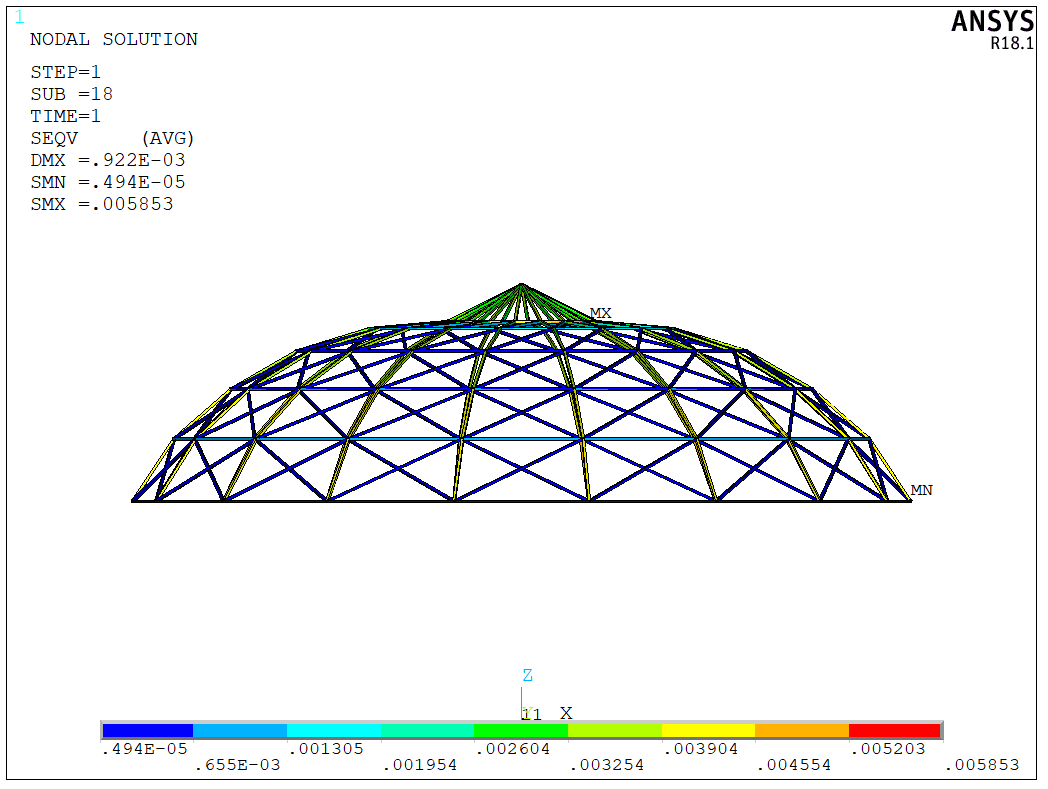 1
ANSYS
R18.1
NODAL SOLUTION
STEP=1
SUB =18
TIME=1
SEQV     (AVG)
DMX =.922E-03
SMN =.494E-05
SMX =.005853
MX
MN
Z
X
.494E-05 .001305 .002604 .003904 .005203
.655E-03 .001954 .003254 .004554 .005853